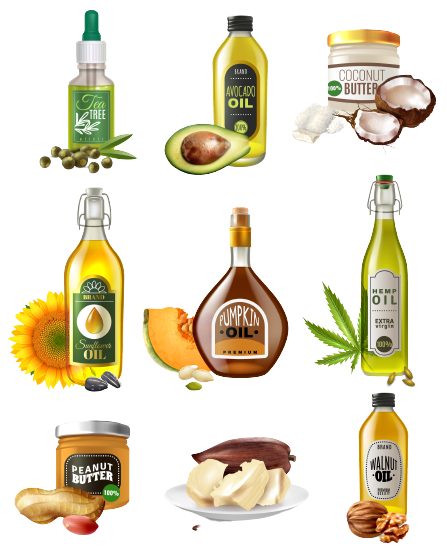 Tea
TREE
BRAND
AVOCADO
OIL
100%
COCONUT
100% BUTTER
BRAND
Sunflower
OIL
PUMPKIN
OIL
PREMIUM
HEMP
OIL
EXTRA
virgin
100%
PEANUT
BUTTER
100%
BRAND
WALNUT
OIL